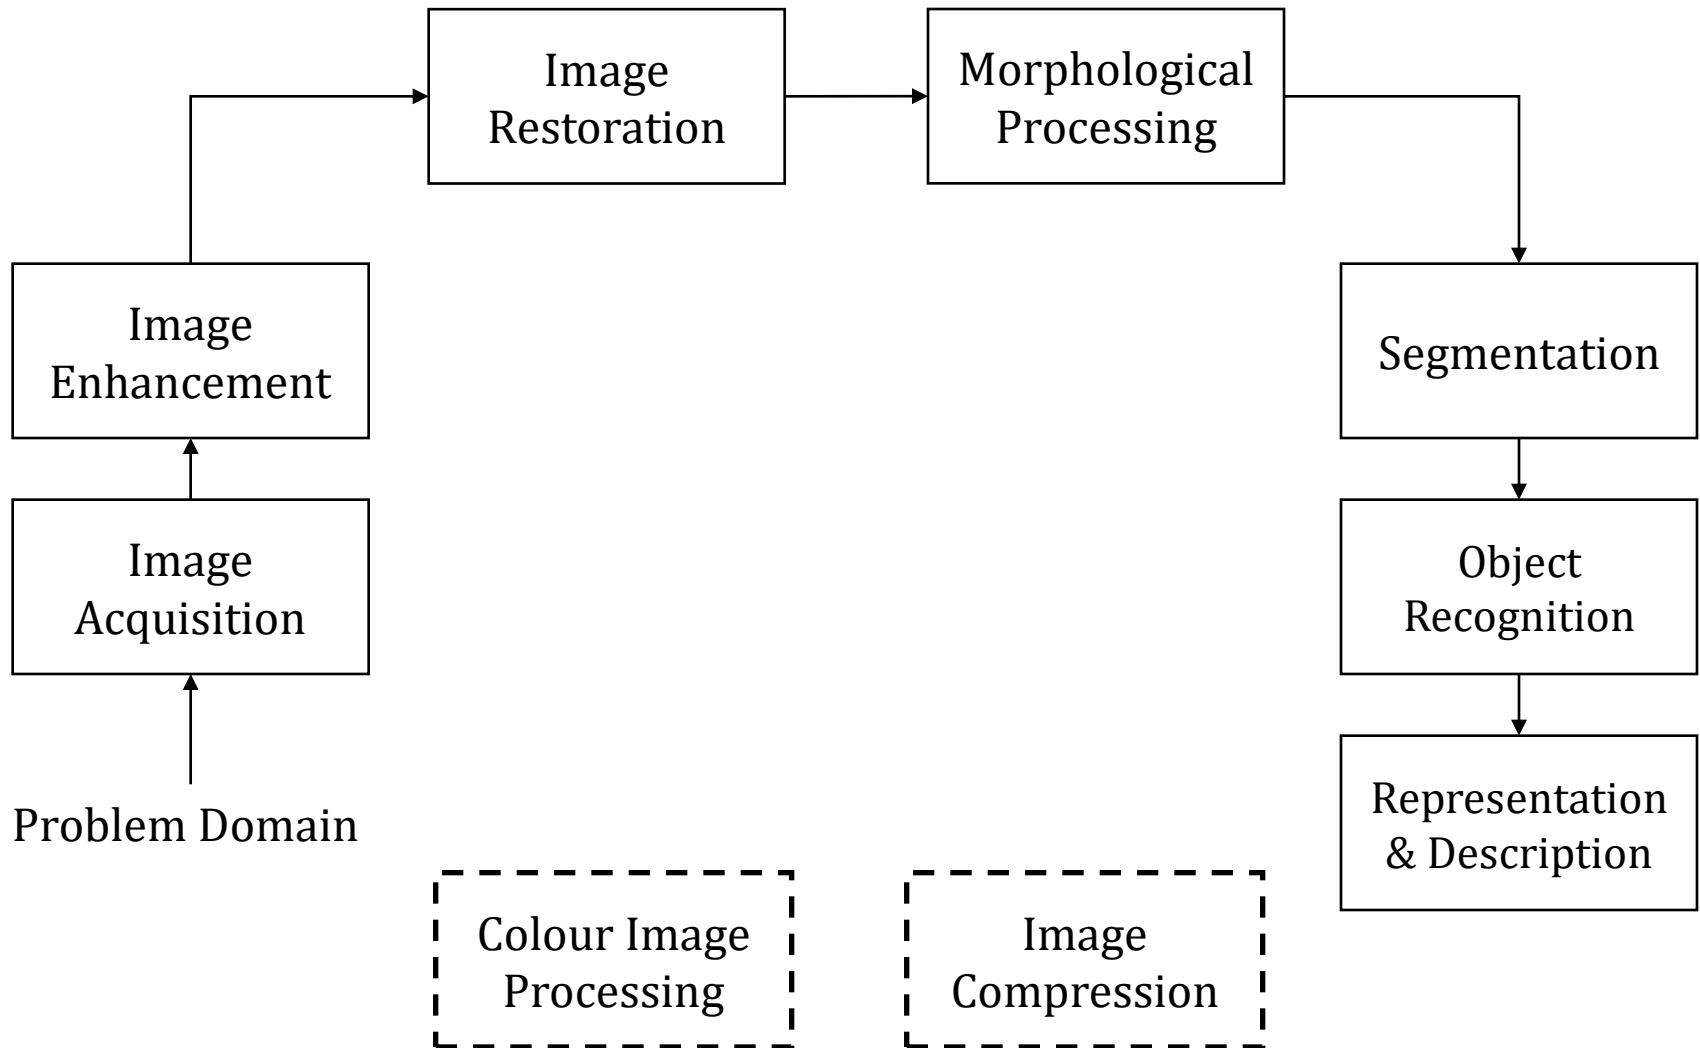 Image
Restoration
Morphological
Processing
Image
Enhancement
Segmentation
Image
Acquisition
Object
Recognition
Problem Domain
Representation
& Description
Colour Image
Processing
Image
Compression